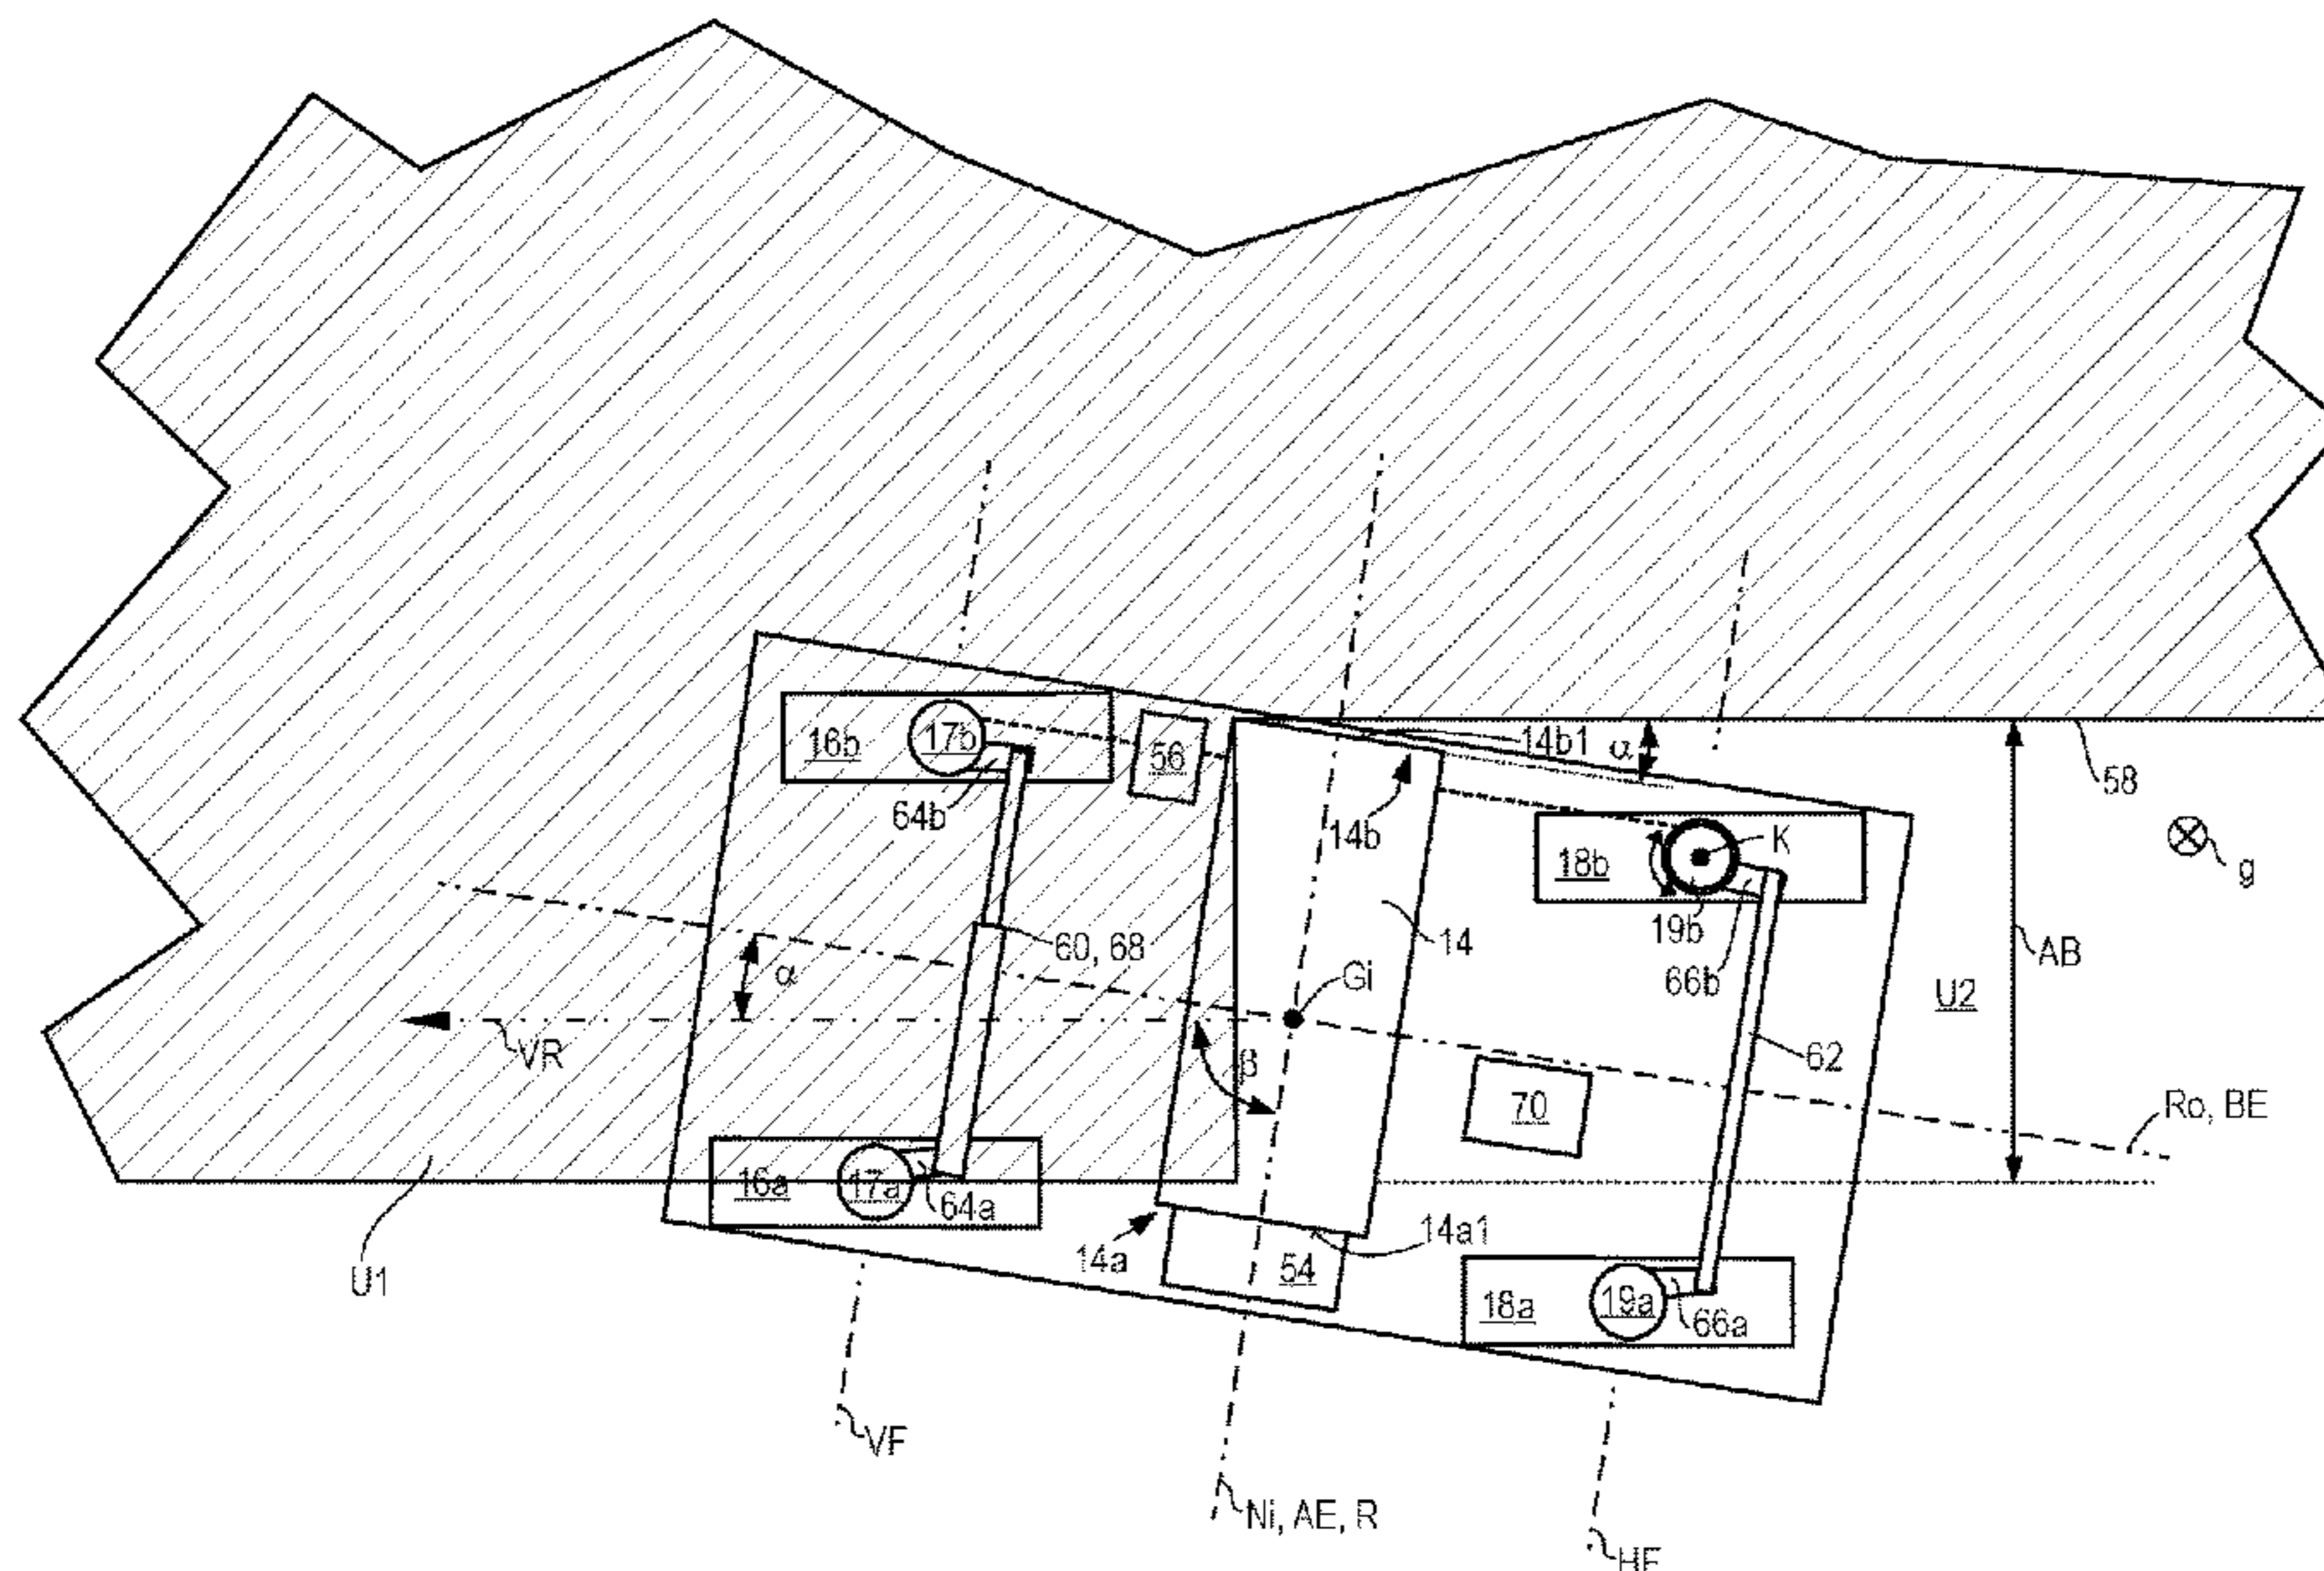 14b1
α
58
16b
17b
56
64b
14b
18b
K
g
19b
14
AB
60, 68
66b
α
Gi
U2
VR
β
62
70
Ro, BE
16a
17a
64a
14a
14a1
U1
54
18a
19a
66a
VF
Ni, AE, R
HF